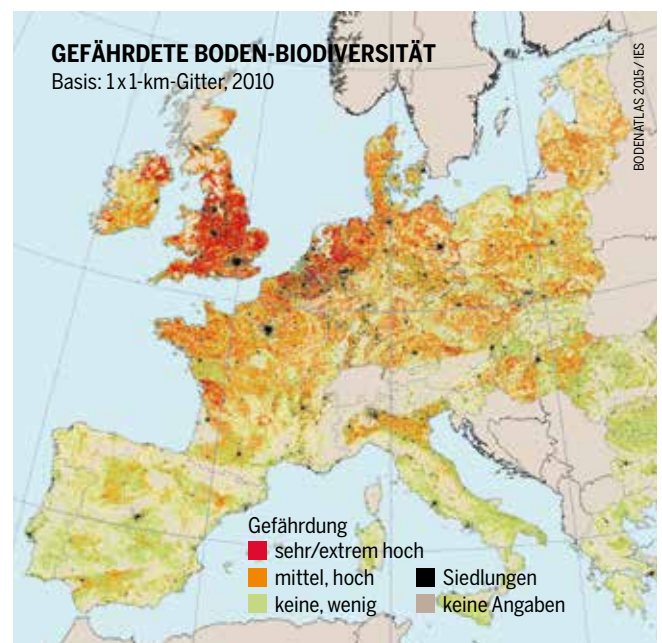 GEFÄHRDETE BODEN-BIODIVERSITÄT
Basis: 1 x 1-km-Gitter, 2010
BODENATLAS 2015 / IES
Gefährdung
sehr/extrem hoch
mittel, hoch
keine, wenig
Siedlungen
keine Angaben